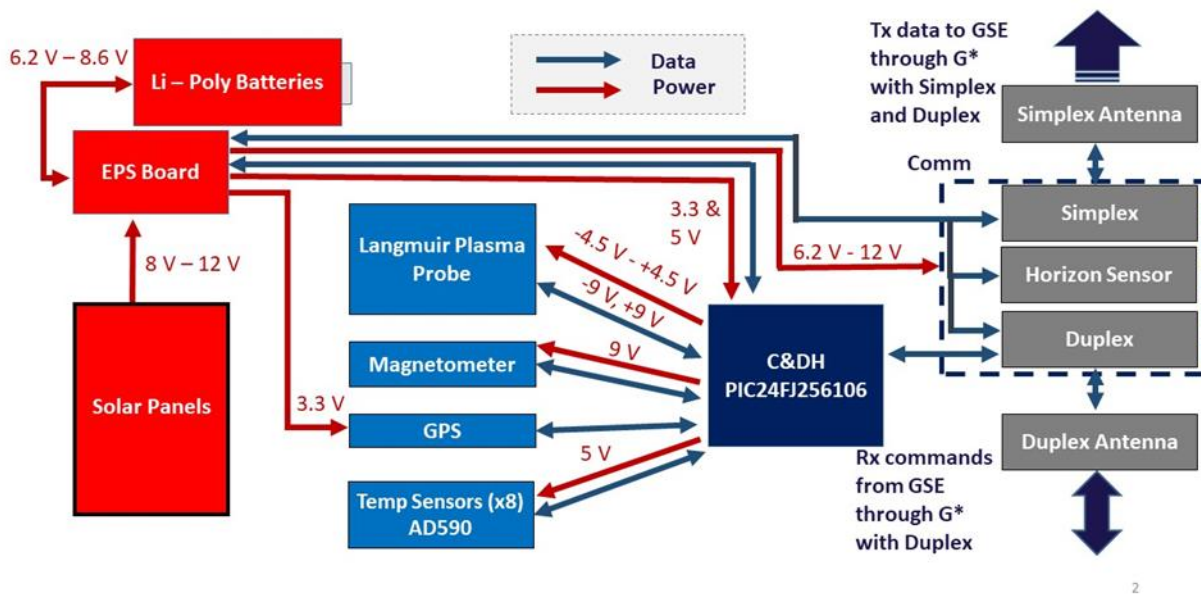 6.2 V – 8.6 V
Li – Poly Batteries
EPS Board
8 V – 12 V
Solar Panels
3.3 V
Data
Power
Langmuir Plasma
Probe
Magnetometer
GPS
Temp Sensors (x8)
AD590
-4.5 V - +4.5 V
-9 V, +9 V
9 V
5 V
3.3 &
5 V
6.2 V - 12 V
C&DH
PIC24FJ256106
Tx data to GSE
through G*
with Simplex
and Duplex
Simplex Antenna
Comm
Simplex
Horizon Sensor
Duplex
Duplex Antenna
Rx commands
from GSE
through G*
with Duplex
2